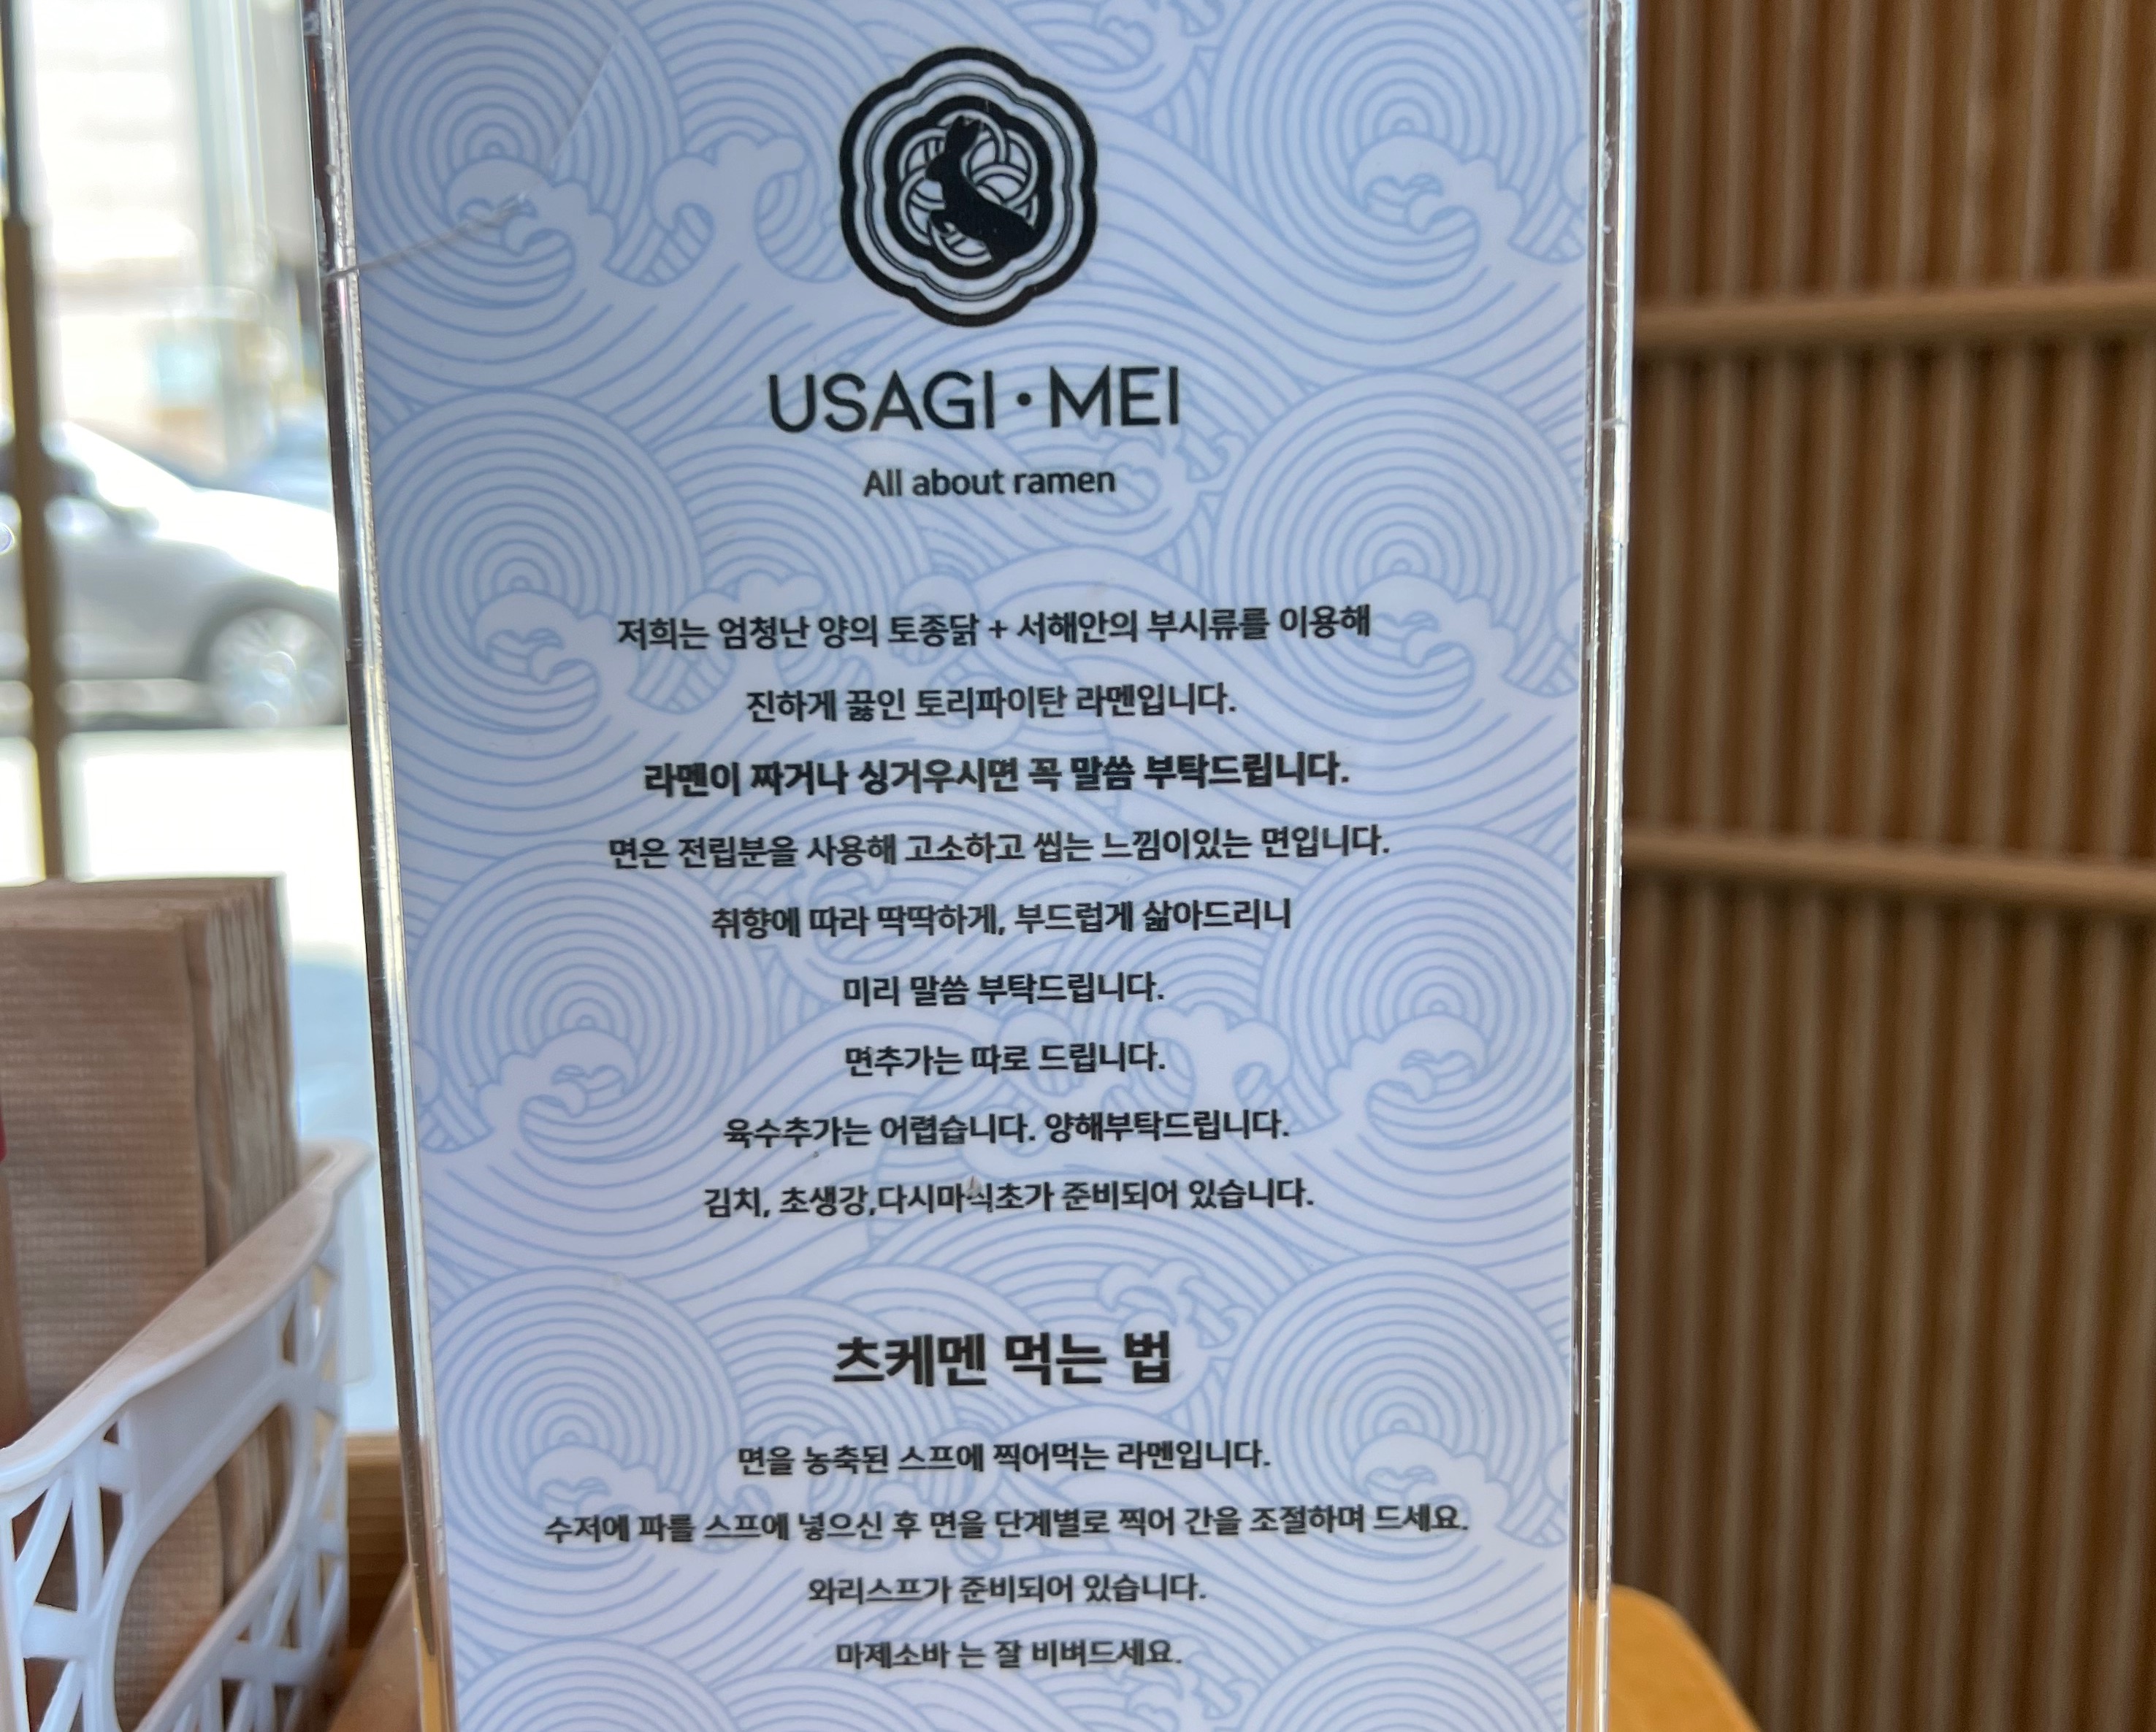 USAGI·MEI
All about ramen
저희는 엄청난 양의 토종닭 + 서해안의 부시류를 이용해
진하게 끓인 토리파이탄 라멘입니다.
라멘이 짜거나 싱거우시면 꼭 말씀 부탁드립니다.
면은 전립분을 사용해 고소하고 씹는 느낌이있는 면입니다.
취향에 따라 딱딱하게, 부드럽게 삶아드리니
미리 말씀 부탁드립니다.
면추가는 따로 드립니다.
육수추가는 어렵습니다. 양해부탁드립니다.
김치, 초생강,다시마식초가 준비되어 있습니다.
츠케멘 먹는 법
면을 농축된 스프에 찍어먹는 라멘입니다.
수저에 파를 스프에 넣으신 후 면을 단계별로 찍어 간을 조절하며 드세요.
와리스프가 준비되어 있습니다.
마제소바 는 잘 비벼드세요.